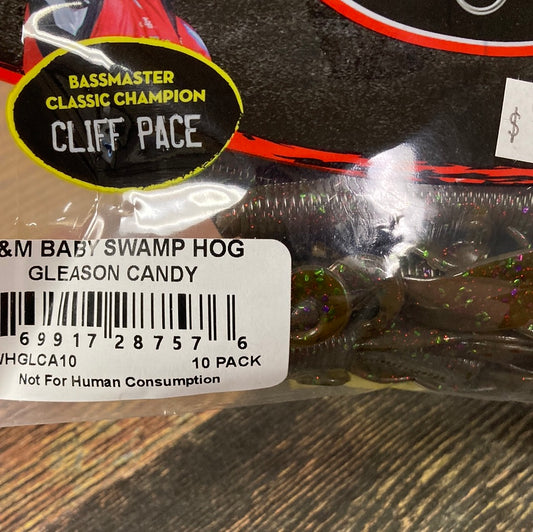 BASSMASTER
CLASSIC CHAMPION
CLIFF PACE
$
&M BABY SWAMP HOG
GLEASON CANDY
69917 28757 6
WHGLCA10 10 PACK
Not For Human Consumption